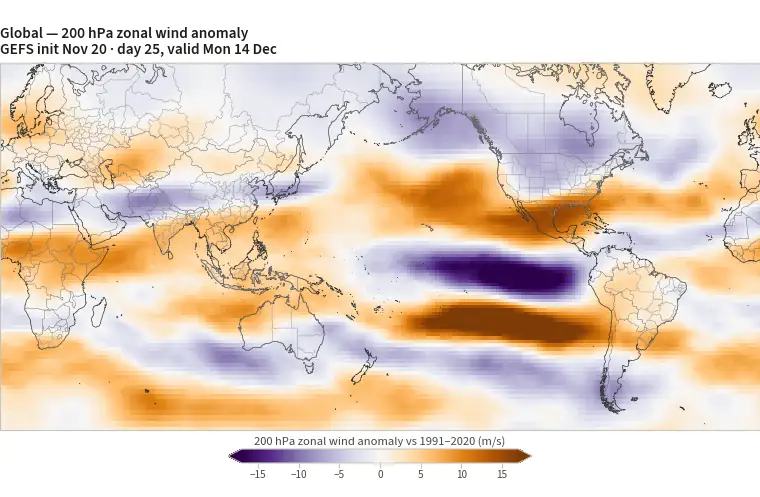 Global — 200 hPa zonal wind anomaly
GEFS init Nov 20 · day 25, valid Mon 14 Dec
200 hPa zonal wind anomaly vs 1991–2020 (m/s)
−15 −10 −5 0 5 10 15